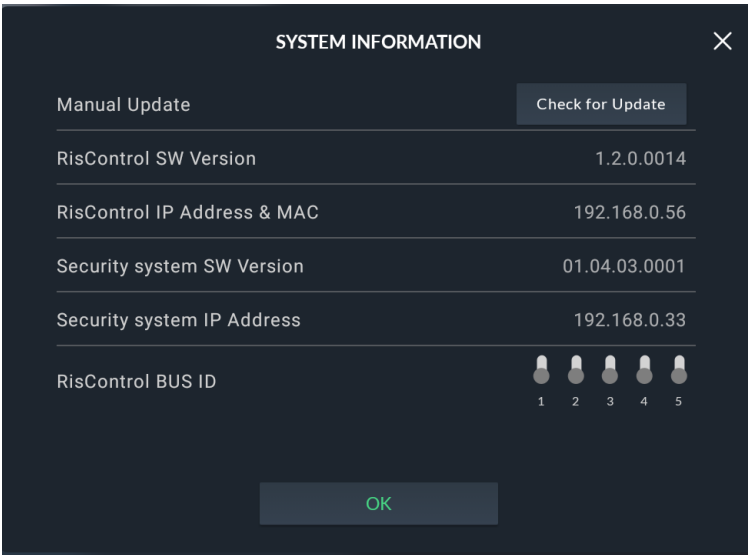 SYSTEM INFORMATION
Manual Update Check for Update
RisControl SW Version 1.2.0.0014
RisControl IP Address & MAC 192.168.0.56
Security system SW Version 01.04.03.0001
Security system IP Address 192.168.0.33
RisControl BUS ID
1 2 3 4 5
OK